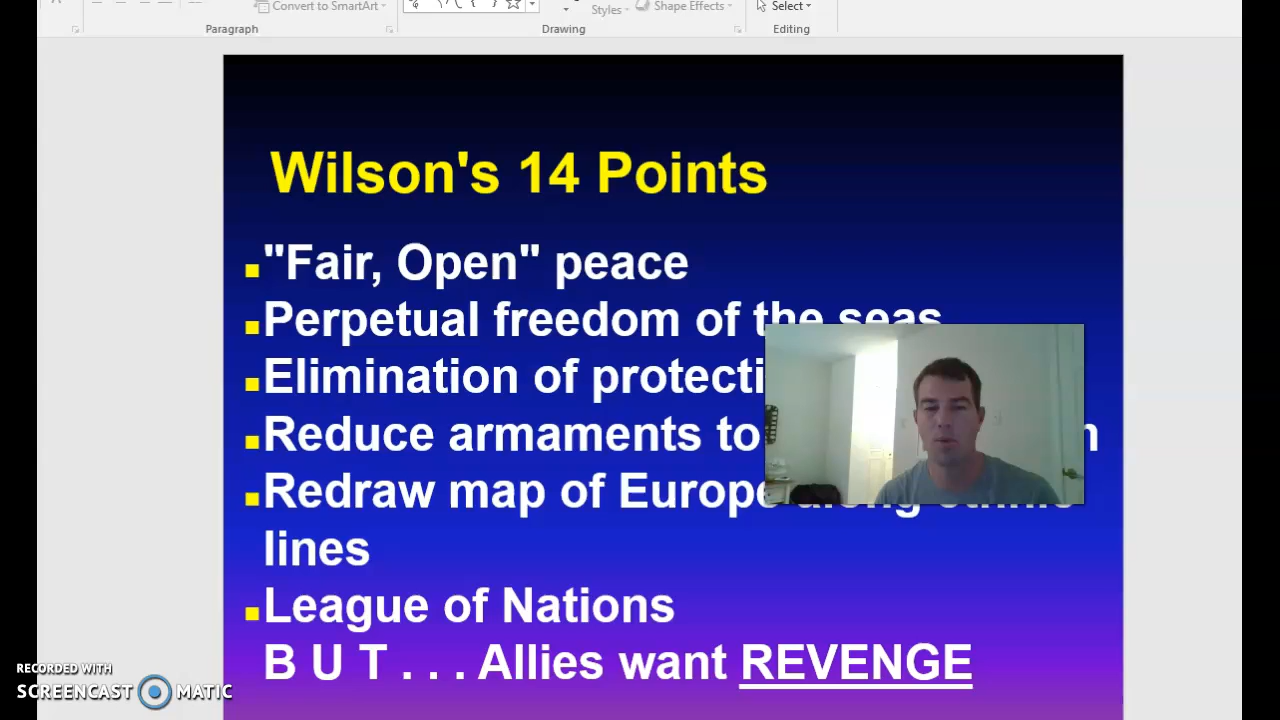 Convert to SmartArt
Styles
Shape Effects
Select
Paragraph
Drawing
Editing
Wilson's 14 Points
"Fair, Open" peace
Perpetual freedom of the seas
Elimination of
Reduce armaments to
Redraw map of Europe along ethnic
lines
League of Nations
B U T . . . Allies want REVENGE
RECORDED WITH
SCREENCAST MATIC